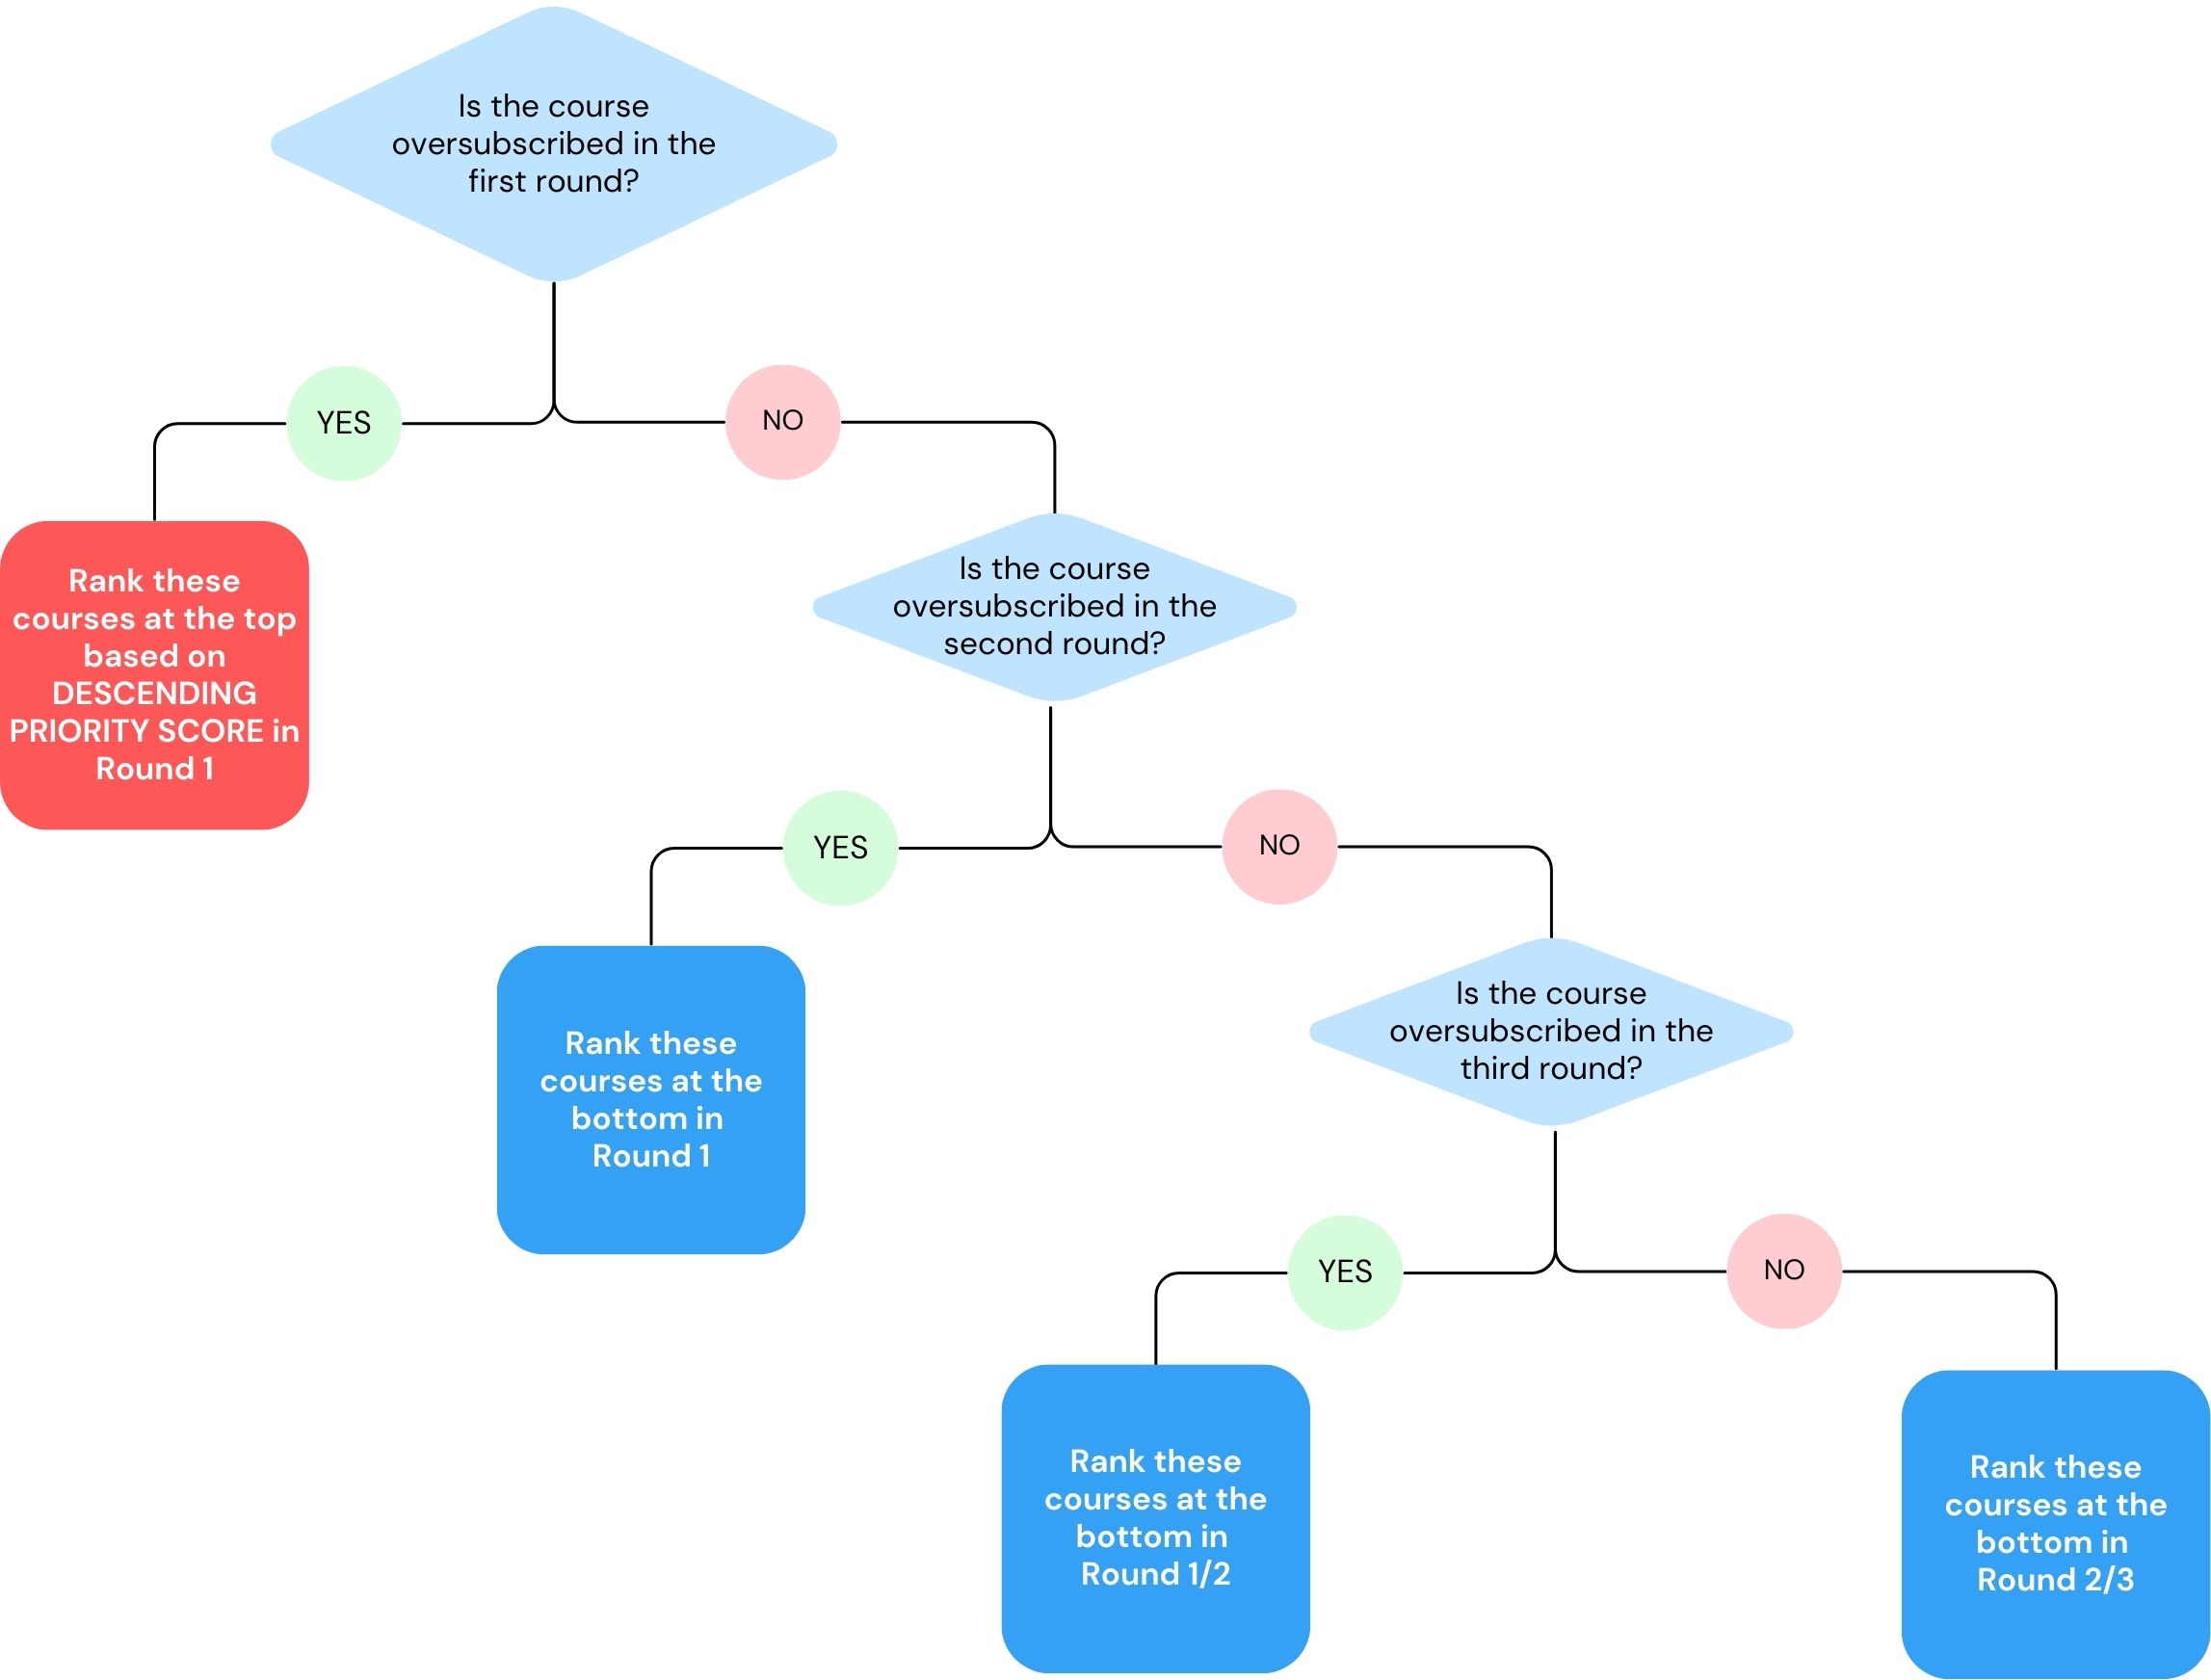 Is the course
oversubscribed in the
first round?
YES
NO
Rank these
courses at the top
based on
DESCENDING
PRIORITY SCORE in
Round 1
Is the course
oversubscribed in the
second round?
YES
NO
Rank these
courses at the
bottom in
Round 1
Is the course
oversubscribed in the
third round?
YES
NO
Rank these
courses at the
bottom in
Round 1/2
Rank these
courses at the
bottom in
Round 2/3